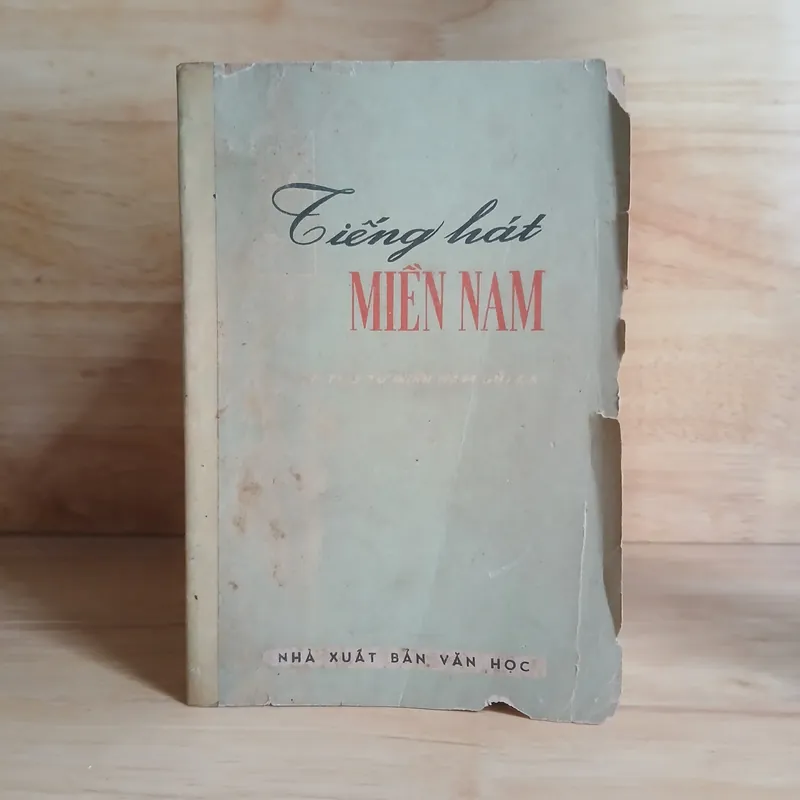 Tiếng hát
MIỀN NAM
NHÀ XUẤT BẢN VĂN HỌC